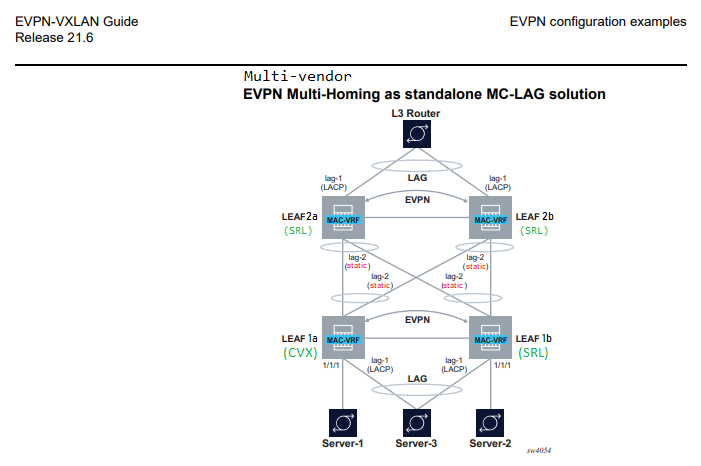 EVPN-VXLAN Guide
EVPN configuration examples
Release 21.6
Multi-vendor
EVPN Multi-Homing as standalone MC-LAG solution
L3 Router
LAG
lag-1
(LACP)
lag-1
(LACP)
EVPN
LEAF 2a
(SRL)
MAC-VRF
MAC-VRF
LEAF 2b
(SRL)
lag-2
(static)
lag-2
(static)
lag-2
(static)
lag-2
(static)
EVPN
LEAF 1a
(CVX)
MAC-VRF
MAC-VRF
LEAF 1b
(SRL)
1/1/1
lag-1
(LACP)
lag-1
(LACP)
1/1/1
LAG
Server-1
Server-3
Server-2
sw4054